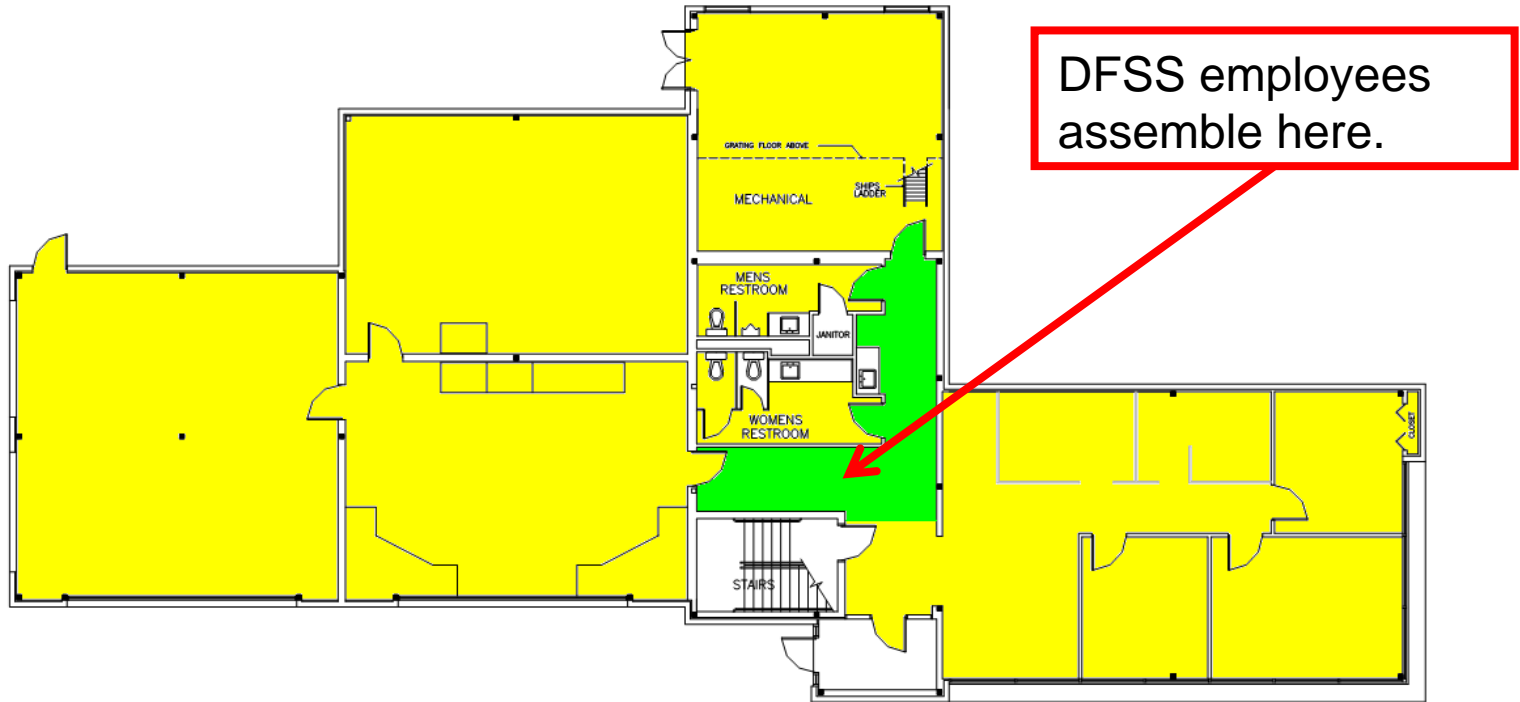 DFSS employees
assemble here.
GRATING FLOOR ABOVE
SHIPS
LADDER
MECHANICAL
MENS
RESTROOM
JANITOR
WOMENS
RESTROOM
CLOSET
STAIRS